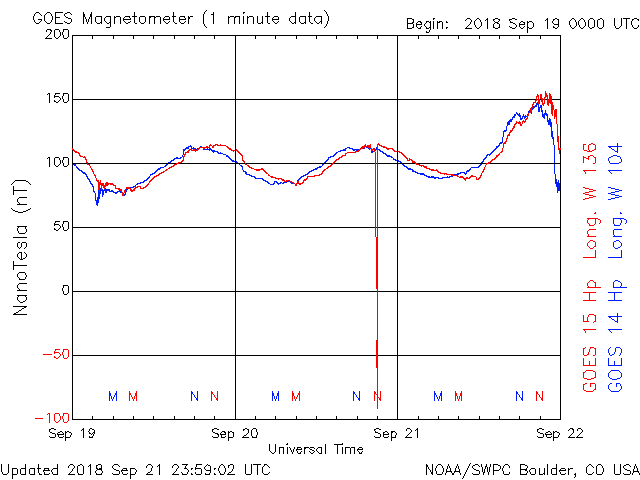 GOES Magnetometer (1 minute data)
Begin: 2018 Sep 19 0000 UTC
200
150
100
50
0
-50
-100
NanoTesla (nT)
M M N N M M N N M M N N
Sep 19 Sep 20 Sep 21 Sep 22
Universal Time
GOES 15 Hp Long. W 136
GOES 14 Hp Long. W 104
Updated 2018 Sep 21 23:59:02 UTC
NOAA/SWPC Boulder, CO USA